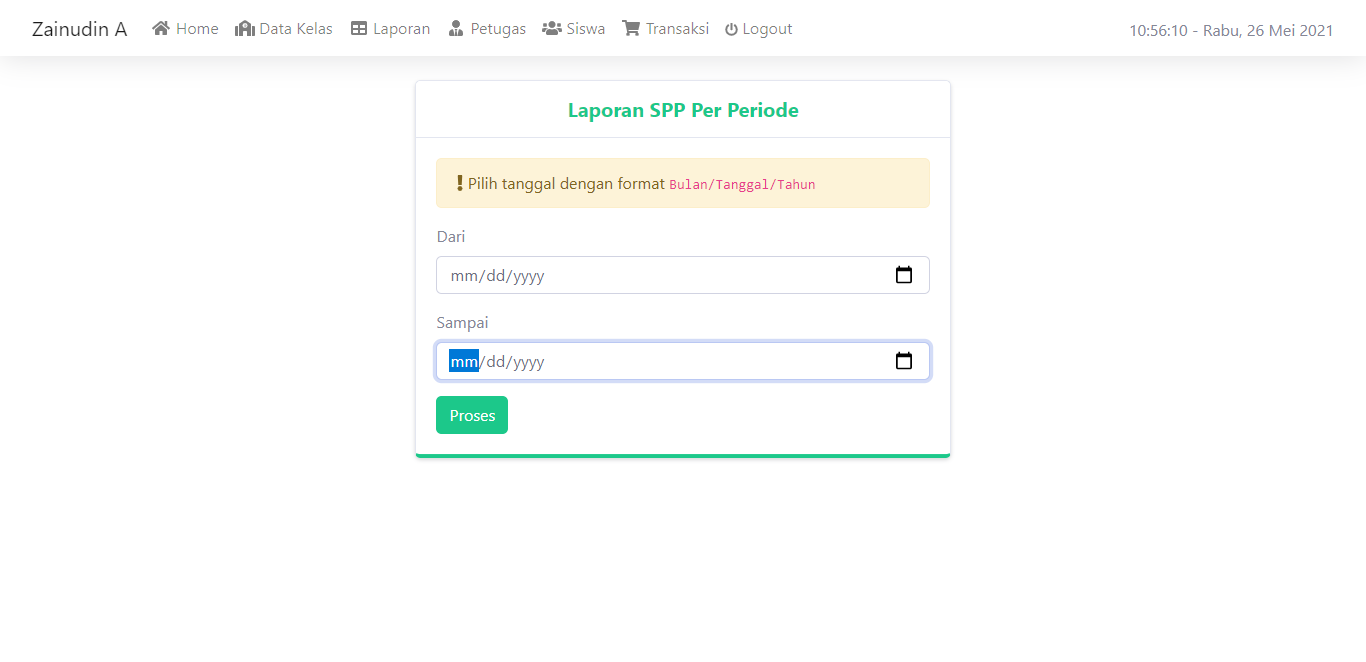 Zainudin A Home Data Kelas Laporan Petugas Siswa Transaksi Logout 10:56:10 - Rabu, 26 Mei 2021
Laporan SPP Per Periode
Pilih tanggal dengan format Bulan/Tanggal/Tahun
Dari
mm/dd/yyyy
Sampai
mm/dd/yyyy
Proses